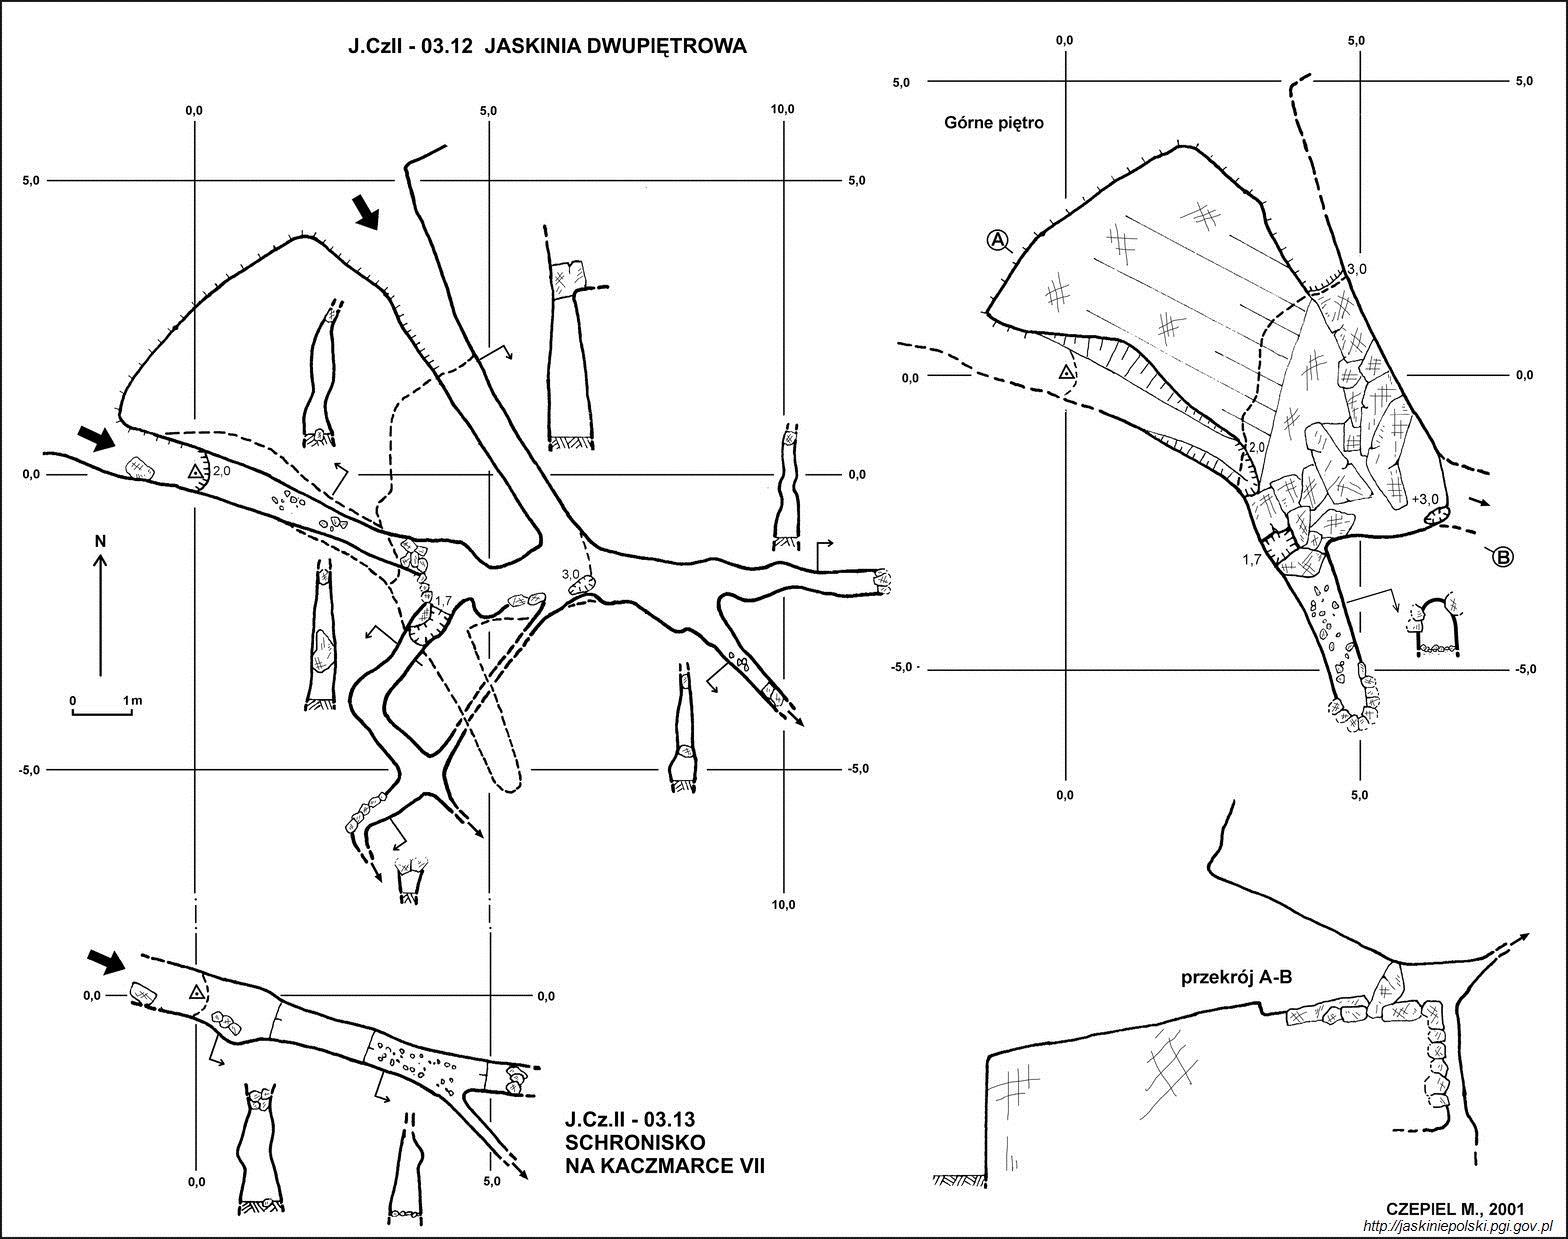 J.CzII - 03.12 JASKINIA DWUPIĘTROWA
0,0
5,0
10,0
5,0
5,0
0,0
2,0
0,0
N
3,0
1,7
0 1m
-5,0
-5,0
10,0
0,0
5,0
5,0
5,0
Górne piętro
A
3,0
0,0
0,0
2,0
+3,0
1,7
B
-5,0
-5,0
0,0
5,0
przekrój A-B
0,0
0,0
0,0
5,0
J.Cz.II - 03.13
SCHRONISKO
NA KACZMARCE VII
CZEPIEL M., 2001
http://jaskiniepolski.pgi.gov.pl